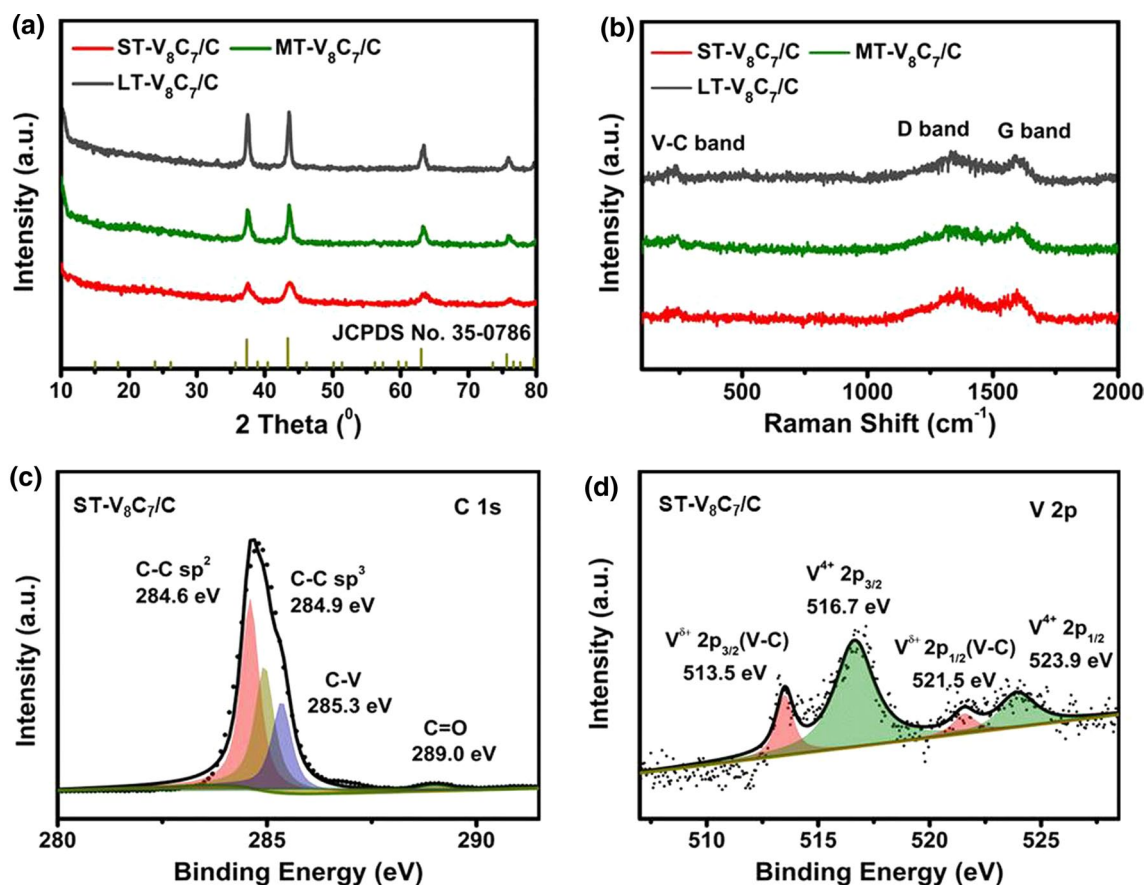 (a)
ST-V₈C₇/C MT-V₈C₇/C
LT-V₈C₇/C
JCPDS No. 35-0786
Intensity (a.u.)
10 20 30 40 50 60 70 80
2 Theta (⁰)
(b)
ST-V₈C₇/C MT-V₈C₇/C
LT-V₈C₇/C
V-C band
D band
G band
Intensity (a.u.)
500 1000 1500 2000
Raman Shift (cm⁻¹)
(c)
ST-V₈C₇/C
C 1s
C-C sp²
284.6 eV
C-C sp³
284.9 eV
C-V
285.3 eV
C=O
289.0 eV
Intensity (a.u.)
280 285 290
Binding Energy (eV)
(d)
ST-V₈C₇/C
V 2p
V⁴⁺ 2p₃/₂
516.7 eV
V^δ⁺ 2p₃/₂(V-C)
513.5 eV
V^δ⁺ 2p₁/₂(V-C)
521.5 eV
V⁴⁺ 2p₁/₂
523.9 eV
Intensity (a.u.)
510 515 520 525
Binding Energy (eV)